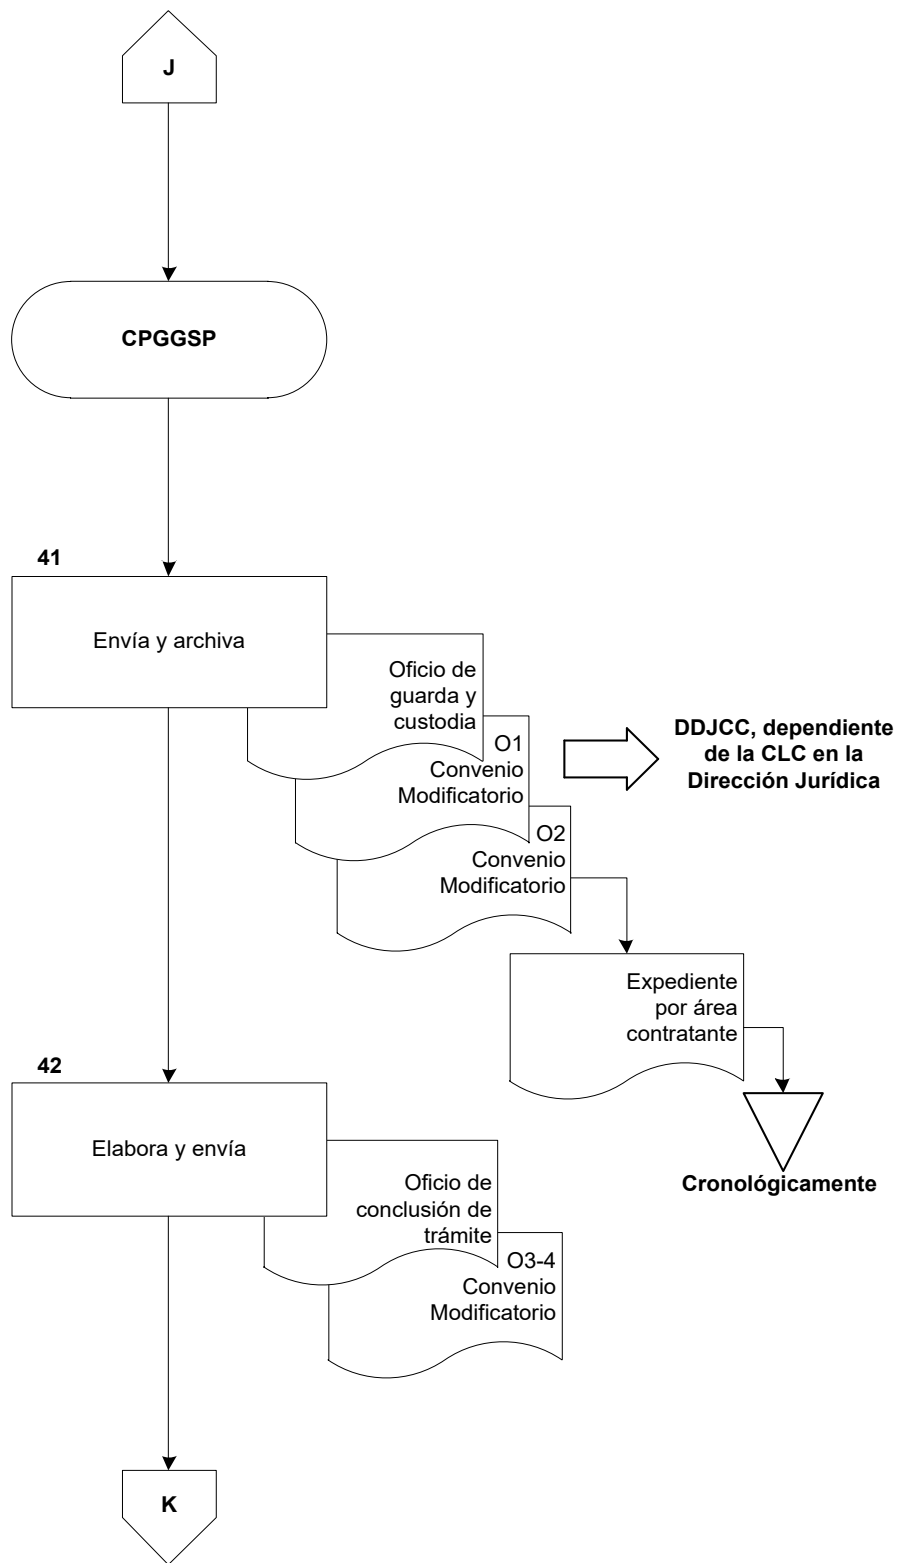 J
CPGGSP
41
Envía y archiva
Oficio de
guarda y
custodia
O1
Convenio
Modificatorio
DDJCC, dependiente
de la CLC en la
Dirección Jurídica
O2
Convenio
Modificatorio
Expediente
por área
contratante
Cronológicamente
42
Elabora y envía
Oficio de
conclusión de
trámite
O3-4
Convenio
Modificatorio
K